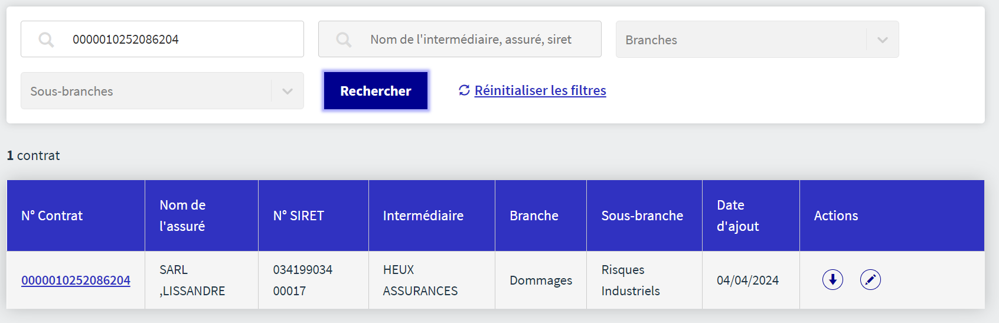 0000010252086204
Nom de l'intermédiaire, assuré, siret
Branches
Sous-branches
Rechercher
Réinitialiser les filtres
1 contrat
N° Contrat
Nom de
l'assuré
N° SIRET
Intermédiaire
Branche
Sous-branche
Date
d'ajout
Actions
0000010252086204
SARL
,LISSANDRE
034199034
00017
HEUX
ASSURANCES
Dommages
Risques
Industriels
04/04/2024